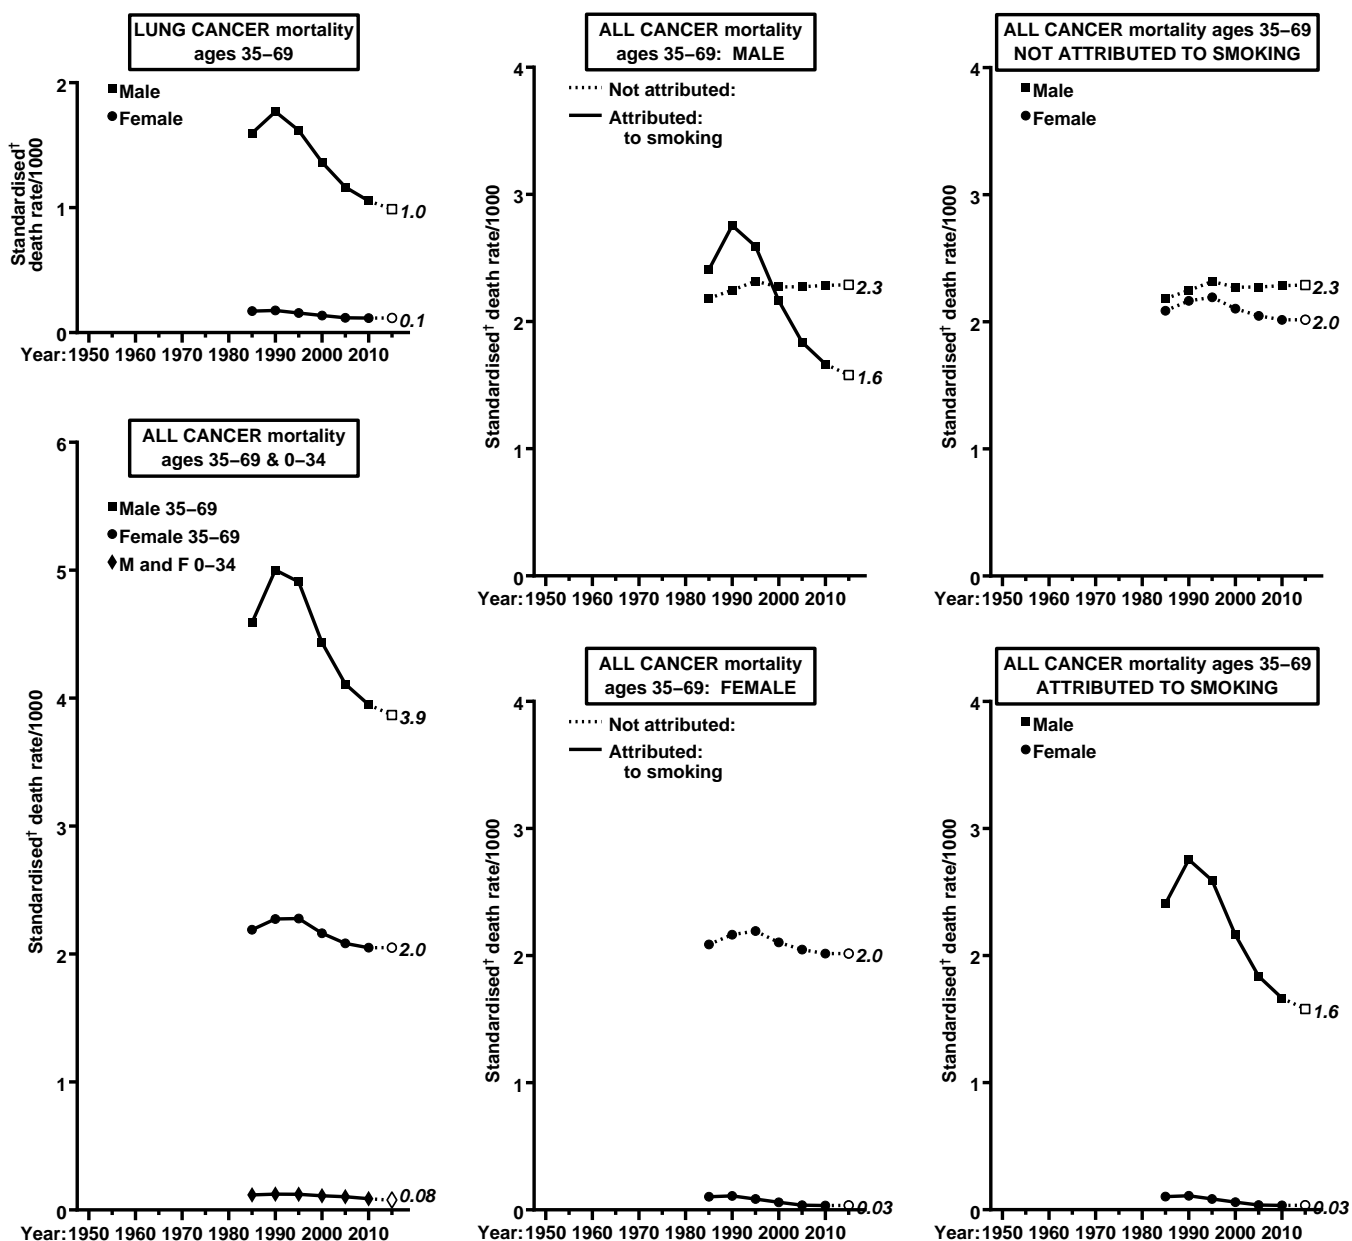 LUNG CANCER mortality
ages 35–69
2
1
0
Standardised†
death rate/1000
Male
Female
1.0
0.1
Year: 1950 1960 1970 1980 1990 2000 2010
ALL CANCER mortality
ages 35–69: MALE
4
3
2
1
0
Standardised† death rate/1000
Not attributed:
Attributed:
to smoking
2.3
1.6
Year: 1950 1960 1970 1980 1990 2000 2010
ALL CANCER mortality ages 35–69
NOT ATTRIBUTED TO SMOKING
4
3
2
1
0
Standardised† death rate/1000
Male
Female
2.3
2.0
Year: 1950 1960 1970 1980 1990 2000 2010
ALL CANCER mortality
ages 35–69 & 0–34
6
5
4
3
2
1
0
Standardised† death rate/1000
Male 35–69
Female 35–69
M and F 0–34
3.9
2.0
0.08
Year: 1950 1960 1970 1980 1990 2000 2010
ALL CANCER mortality
ages 35–69: FEMALE
4
3
2
1
0
Standardised† death rate/1000
Not attributed:
Attributed:
to smoking
2.0
0.03
Year: 1950 1960 1970 1980 1990 2000 2010
ALL CANCER mortality ages 35–69
ATTRIBUTED TO SMOKING
4
3
2
1
0
Standardised† death rate/1000
Male
Female
1.6
0.03
Year: 1950 1960 1970 1980 1990 2000 2010